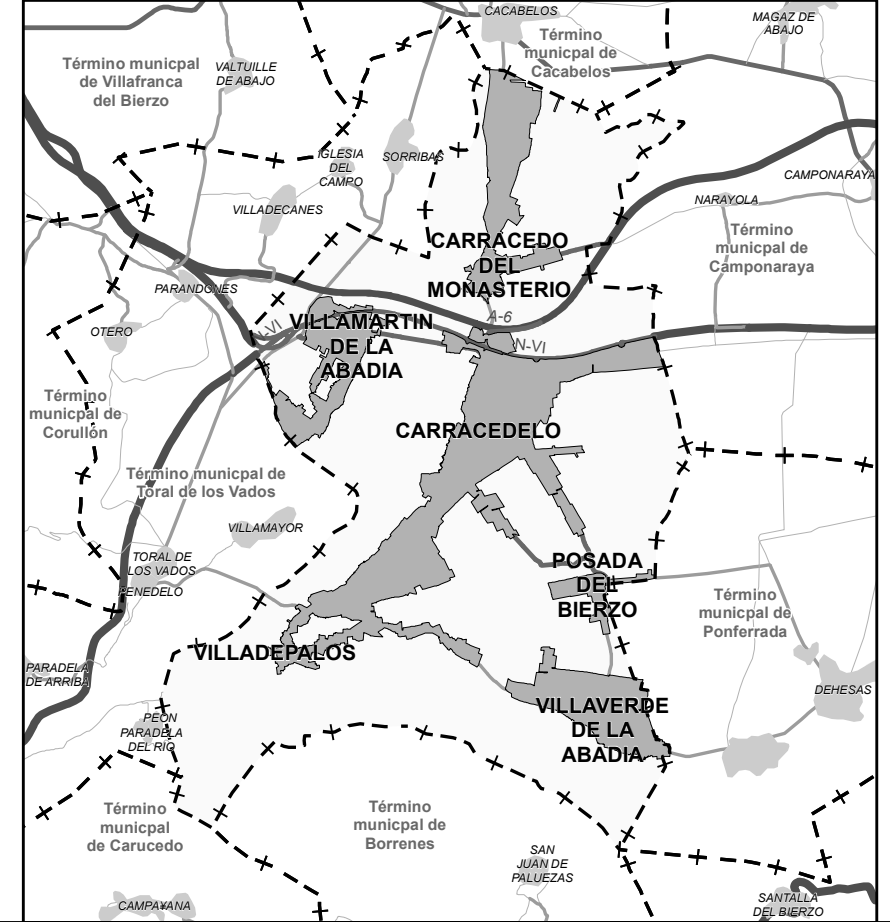 CACABELOS
MAGAZ DE
ABAJO
Término
municpal de
Cacabelos
Término municpal
de Villafranca
del Bierzo
VALTUILLE
DE ABAJO
IGLESIA
DEL
CAMPO
SORRIBAS
CAMPONARAYA
NARAYOLA
VILLADECANES
Término
municpal de
Camponaraya
CARRACEDO
DEL
MONASTERIO
PARANDONES
A-6
N-VI
VILLAMARTIN
DE LA
ABADIA
N-VI
OTERO
Término
municpal de
Corullón
CARRACEDELO
Término municpal de
Toral de los Vados
VILLAMAYOR
TORAL DE
LOS VADOS
PENEDELO
POSADA
DEL
BIERZO
Término
municpal de
Ponferrada
VILLADEPALOS
PARADELA
DE ARRIBA
DEHESAS
VILLAVERDE
DE LA
ABADIA
PEON
PARADELA
DEL RIO
Término
municpal
de Carucedo
Término
municpal de
Borrenes
SAN
JUAN DE
PALUEZAS
CAMPAÑANA
SANTALLA
DEL BIERZO